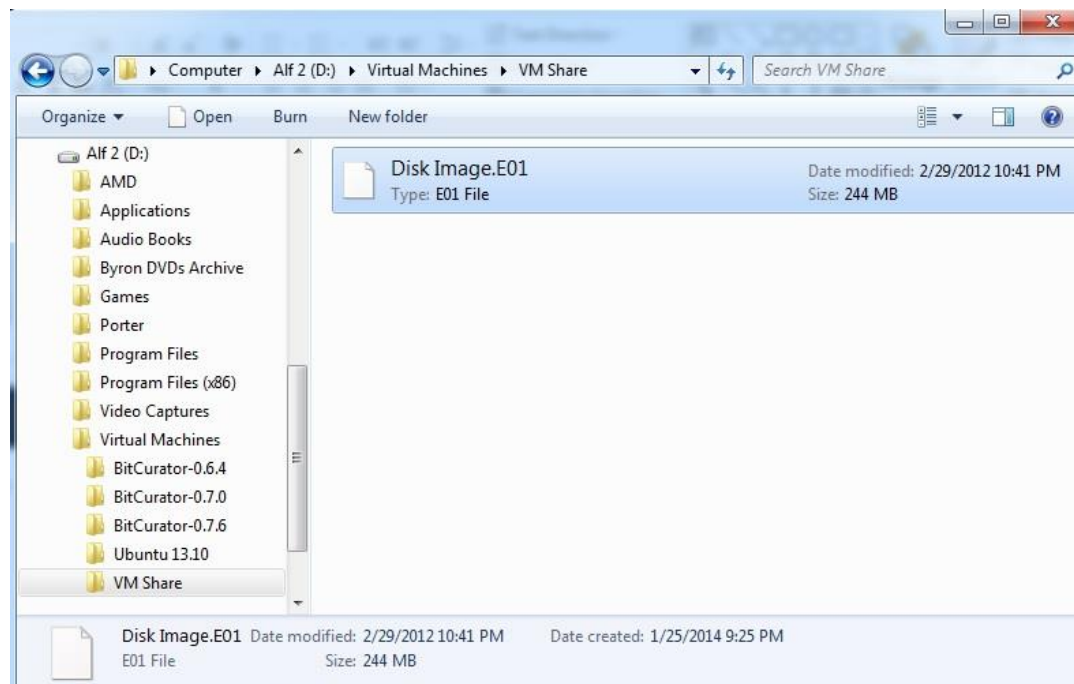 Computer ▸ Alf 2 (D:) ▸ Virtual Machines ▸ VM Share
Search VM Share
Organize Open Burn New folder
Alf 2 (D:)
AMD
Applications
Audio Books
Byron DVDs Archive
Games
Porter
Program Files
Program Files (x86)
Video Captures
Virtual Machines
BitCurator-0.6.4
BitCurator-0.7.0
BitCurator-0.7.6
Ubuntu 13.10
VM Share
Disk Image.E01 Date modified: 2/29/2012 10:41 PM
Type: E01 File Size: 244 MB
Disk Image.E01 Date modified: 2/29/2012 10:41 PM Date created: 1/25/2014 9:25 PM
E01 File Size: 244 MB